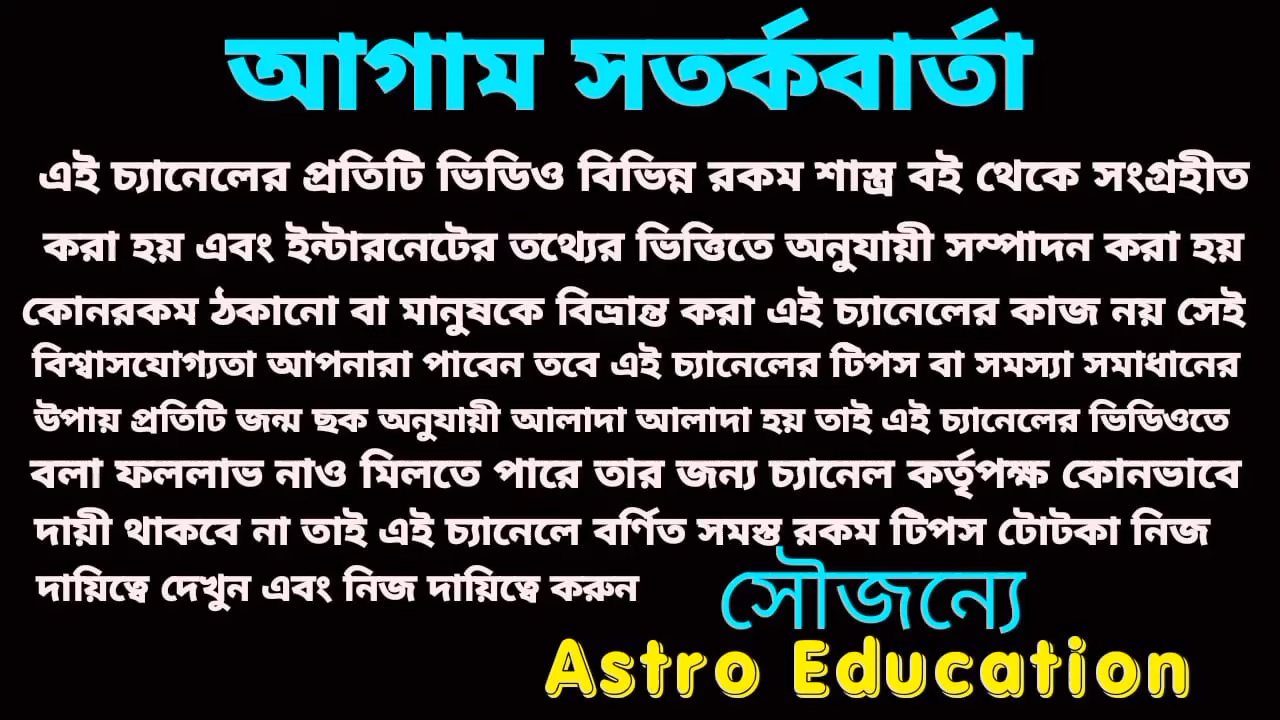 আগাম সতর্কবার্তা
এই চ্যানেলের প্রতিটি ভিডিও বিভিন্ন রকম শাস্ত্র বই থেকে সংগ্রহীত
করা হয় এবং ইন্টারনেটের তথ্যের ভিত্তিতে অনুযায়ী সম্পাদন করা হয়
কোনরকম ঠকানো বা মানুষকে বিভ্রান্ত করা এই চ্যানেলের কাজ নয় সেই
বিশ্বাসযোগ্যতা আপনারা পাবেন তবে এই চ্যানেলের টিপস বা সমস্যা সমাধানের
উপায় প্রতিটি জন্ম ছক অনুযায়ী আলাদা আলাদা হয় তাই এই চ্যানেলের ভিডিওতে
বলা ফললাভ নাও মিলতে পারে তার জন্য চ্যানেল কর্তৃপক্ষ কোনভাবে
দায়ী থাকবে না তাই এই চ্যানেলে বর্ণিত সমস্ত রকম টিপস টোটকা নিজ
দায়িত্বে দেখুন এবং নিজ দায়িত্বে করুন
সৌজন্যে
Astro Education